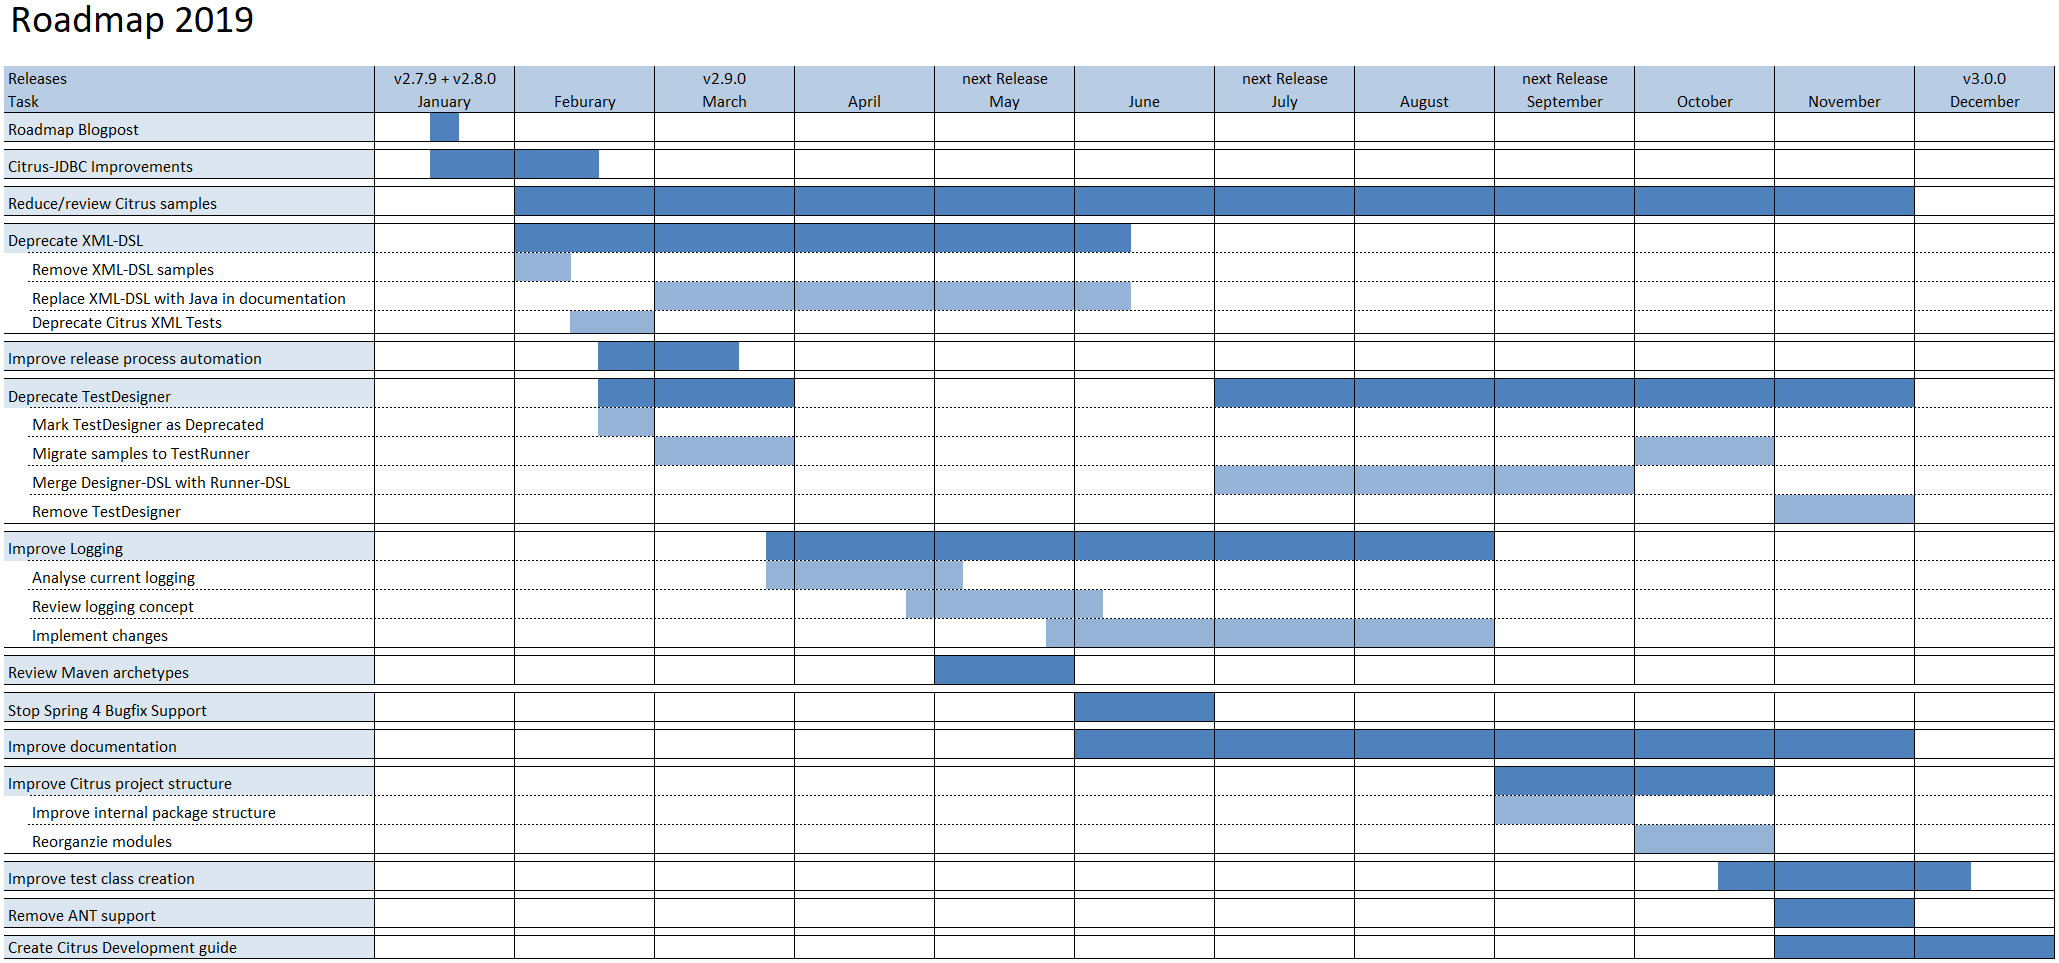 Roadmap 2019
Releases v2.7.9 + v2.8.0 v2.9.0 next Release next Release next Release v3.0.0
Task January Feburary March April May June July August September October November December
Roadmap Blogpost
Citrus-JDBC Improvements
Reduce/review Citrus samples
Deprecate XML-DSL
Remove XML-DSL samples
Replace XML-DSL with Java in documentation
Deprecate Citrus XML Tests
Improve release process automation
Deprecate TestDesigner
Mark TestDesigner as Deprecated
Migrate samples to TestRunner
Merge Designer-DSL with Runner-DSL
Remove TestDesigner
Improve Logging
Analyse current logging
Review logging concept
Implement changes
Review Maven archetypes
Stop Spring 4 Bugfix Support
Improve documentation
Improve Citrus project structure
Improve internal package structure
Reorganzie modules
Improve test class creation
Remove ANT support
Create Citrus Development guide